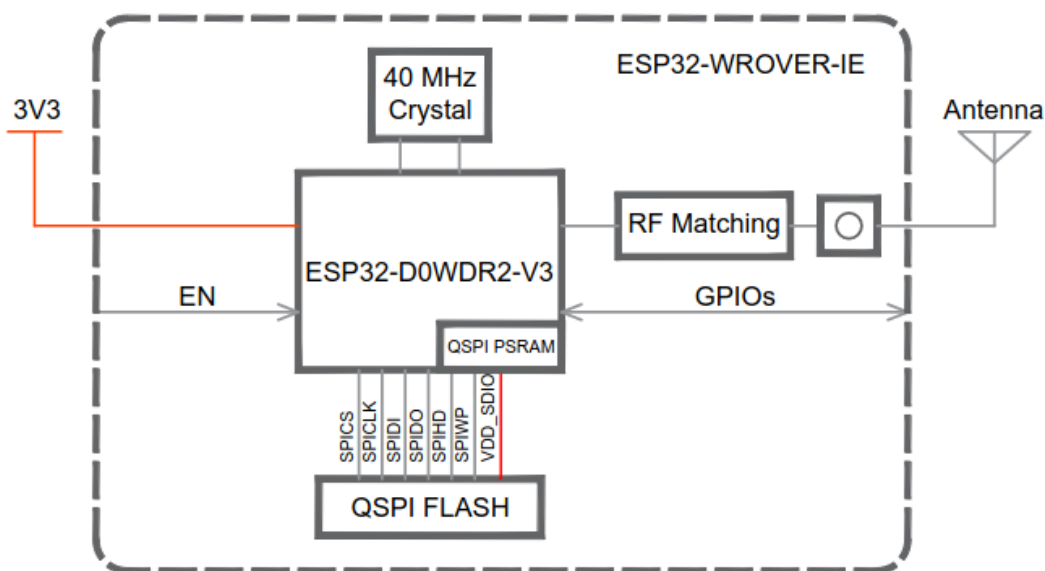 ESP32-WROVER-IE
40 MHz
Crystal
3V3
Antenna
RF Matching
ESP32-D0WDR2-V3
EN
GPIOs
QSPI PSRAM
SPICS
SPICLK
SPIDI
SPIDO
SPIHD
SPIWP
VDD_SDIO
QSPI FLASH